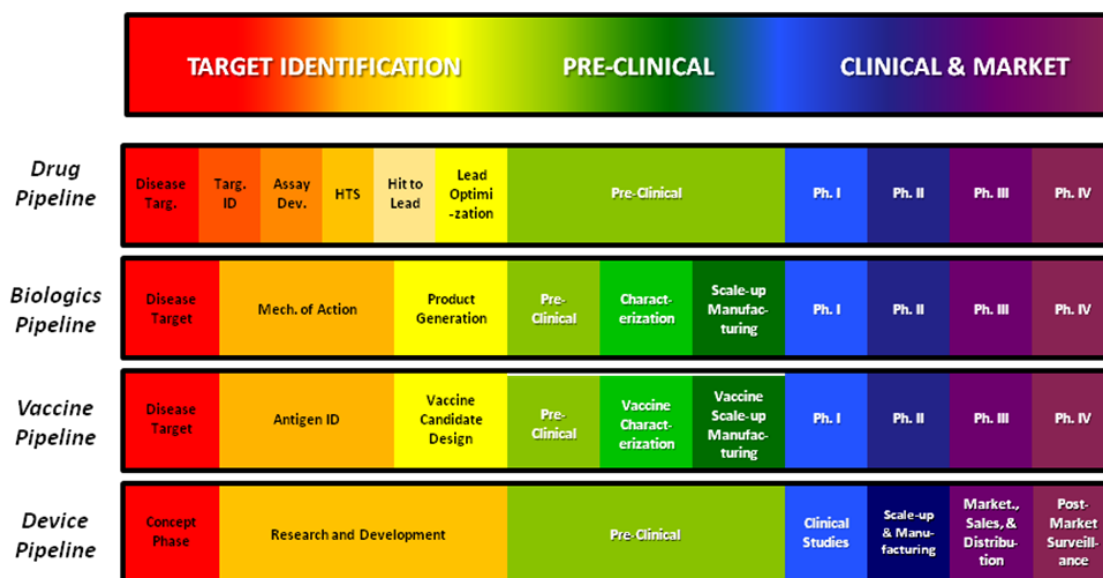 TARGET IDENTIFICATION PRE-CLINICAL CLINICAL & MARKET
Drug
Pipeline
Disease
Targ.
Targ.
ID
Assay
Dev.
HTS
Hit to
Lead
Lead
Optimi
-zation
Pre-Clinical
Ph. I
Ph. II
Ph. III
Ph. IV
Biologics
Pipeline
Disease
Target
Mech. of Action
Product
Generation
Pre-
Clinical
Charact-
erization
Scale-up
Manufac-
turing
Ph. I
Ph. II
Ph. III
Ph. IV
Vaccine
Pipeline
Disease
Target
Antigen ID
Vaccine
Candidate
Design
Pre-
Clinical
Vaccine
Charact-
erization
Vaccine
Scale-up
Manufac-
turing
Ph. I
Ph. II
Ph. III
Ph. IV
Device
Pipeline
Concept
Phase
Research and Development
Pre-Clinical
Clinical
Studies
Scale-up
& Manu-
facturing
Market.,
Sales, &
Distribu-
tion
Post-
Market
Surveill-
ance